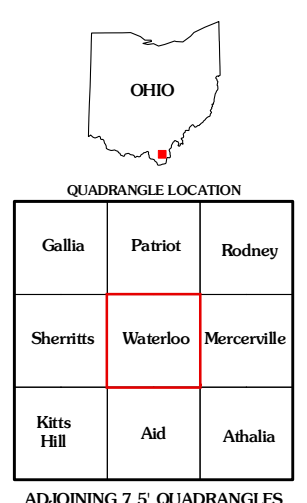 OHIO
QUADRANGLE LOCATION
Gallia Patriot Rodney
Sherritts Waterloo Mercerville
Kitts
Hill Aid Athalia
ADJOINING 7.5' QUADRANGLES